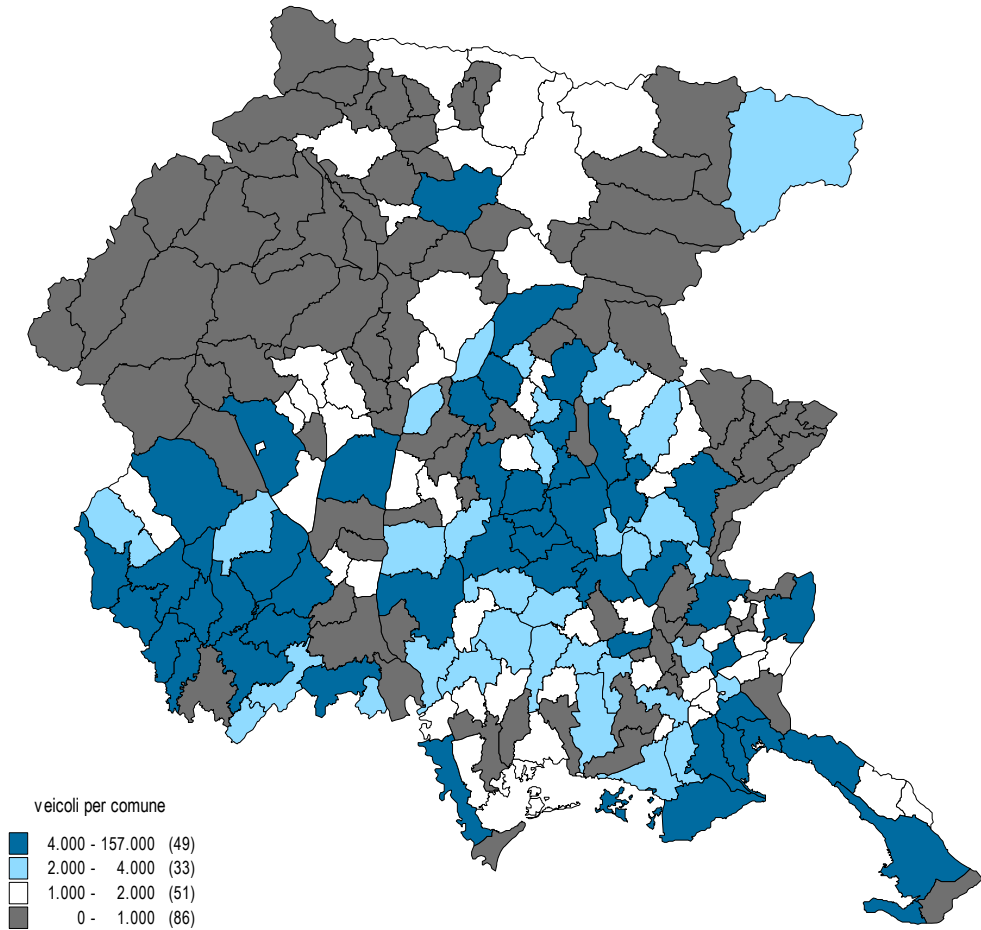 veicoli per comune
4.000 - 157.000 (49)
2.000 - 4.000 (33)
1.000 - 2.000 (51)
0 - 1.000 (86)